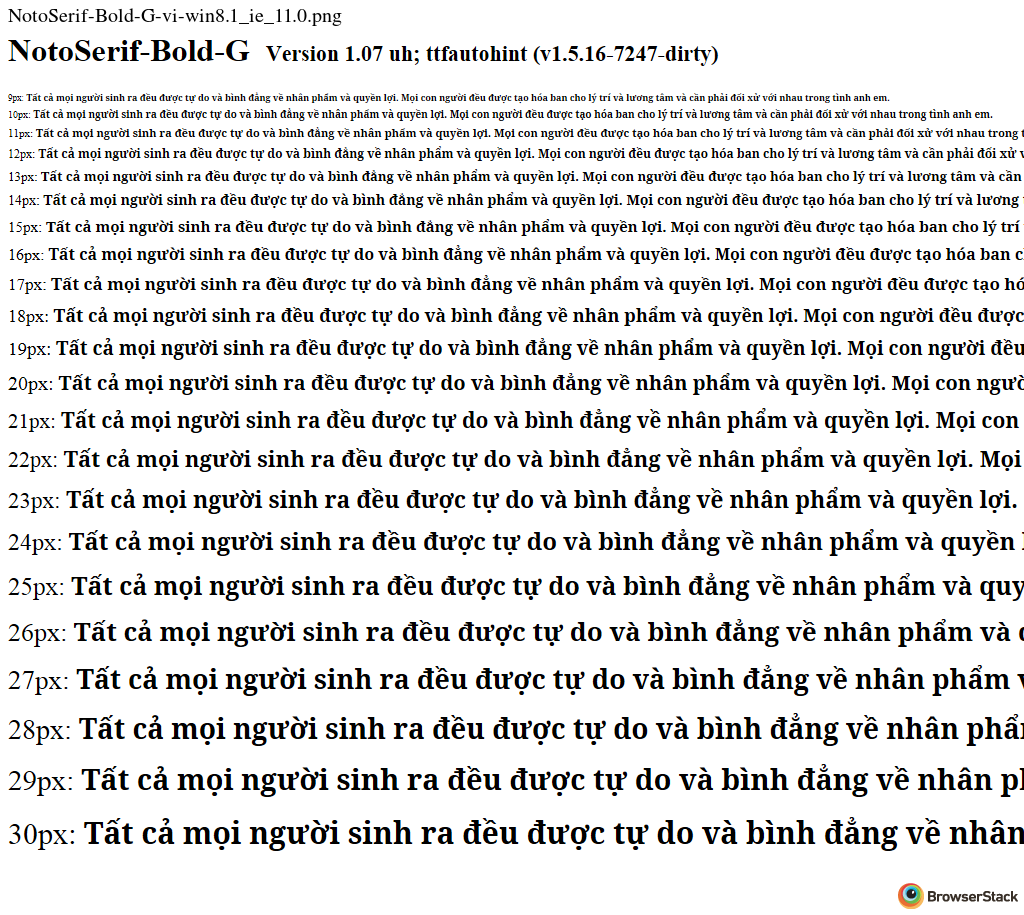 NotoSerif-Bold-G-vi-win8.1_ie_11.0.png
NotoSerif-Bold-G Version 1.07 uh; ttfautohint (v1.5.16-7247-dirty)
9px: Tất cả mọi người sinh ra đều được tự do và bình đẳng về nhân phẩm và quyền lợi. Mọi con người đều được tạo hóa ban cho lý trí và lương tâm và cần phải đối xử với nhau trong tình anh em.
10px: Tất cả mọi người sinh ra đều được tự do và bình đẳng về nhân phẩm và quyền lợi. Mọi con người đều được tạo hóa ban cho lý trí và lương tâm và cần phải đối xử với nhau trong tình anh em.
11px: Tất cả mọi người sinh ra đều được tự do và bình đẳng về nhân phẩm và quyền lợi. Mọi con người đều được tạo hóa ban cho lý trí và lương tâm và cần phải đối xử với nhau trong
12px: Tất cả mọi người sinh ra đều được tự do và bình đẳng về nhân phẩm và quyền lợi. Mọi con người đều được tạo hóa ban cho lý trí và lương tâm và cần phải đối xử
13px: Tất cả mọi người sinh ra đều được tự do và bình đẳng về nhân phẩm và quyền lợi. Mọi con người đều được tạo hóa ban cho lý trí và lương tâm và cần
14px: Tất cả mọi người sinh ra đều được tự do và bình đẳng về nhân phẩm và quyền lợi. Mọi con người đều được tạo hóa ban cho lý trí và lương
15px: Tất cả mọi người sinh ra đều được tự do và bình đẳng về nhân phẩm và quyền lợi. Mọi con người đều được tạo hóa ban cho lý trí
16px: Tất cả mọi người sinh ra đều được tự do và bình đẳng về nhân phẩm và quyền lợi. Mọi con người đều được tạo hóa ban
17px: Tất cả mọi người sinh ra đều được tự do và bình đẳng về nhân phẩm và quyền lợi. Mọi con người đều được tạo hó
18px: Tất cả mọi người sinh ra đều được tự do và bình đẳng về nhân phẩm và quyền lợi. Mọi con người đều được
19px: Tất cả mọi người sinh ra đều được tự do và bình đẳng về nhân phẩm và quyền lợi. Mọi con người đều
20px: Tất cả mọi người sinh ra đều được tự do và bình đẳng về nhân phẩm và quyền lợi. Mọi con ngườ
21px: Tất cả mọi người sinh ra đều được tự do và bình đẳng về nhân phẩm và quyền lợi. Mọi con
22px: Tất cả mọi người sinh ra đều được tự do và bình đẳng về nhân phẩm và quyền lợi. Mọi
23px: Tất cả mọi người sinh ra đều được tự do và bình đẳng về nhân phẩm và quyền lợi.
24px: Tất cả mọi người sinh ra đều được tự do và bình đẳng về nhân phẩm và quyền
25px: Tất cả mọi người sinh ra đều được tự do và bình đẳng về nhân phẩm và quy
26px: Tất cả mọi người sinh ra đều được tự do và bình đẳng về nhân phẩm và
27px: Tất cả mọi người sinh ra đều được tự do và bình đẳng về nhân phẩm
28px: Tất cả mọi người sinh ra đều được tự do và bình đẳng về nhân phẩ
29px: Tất cả mọi người sinh ra đều được tự do và bình đẳng về nhân p
30px: Tất cả mọi người sinh ra đều được tự do và bình đẳng về nhân
BrowserStack